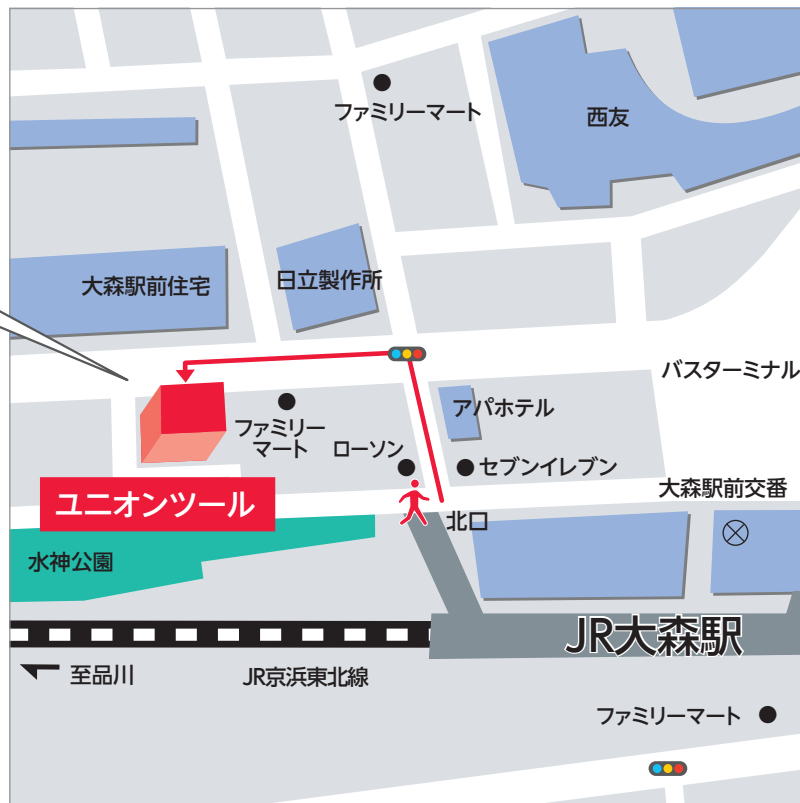 ファミリーマート
西友
大森駅前住宅
日立製作所
バスターミナル
アパホテル
ファミリー
マート
ローソン
セブンイレブン
大森駅前交番
ユニオンツール
北口
水神公園
JR大森駅
至品川
JR京浜東北線
ファミリーマート